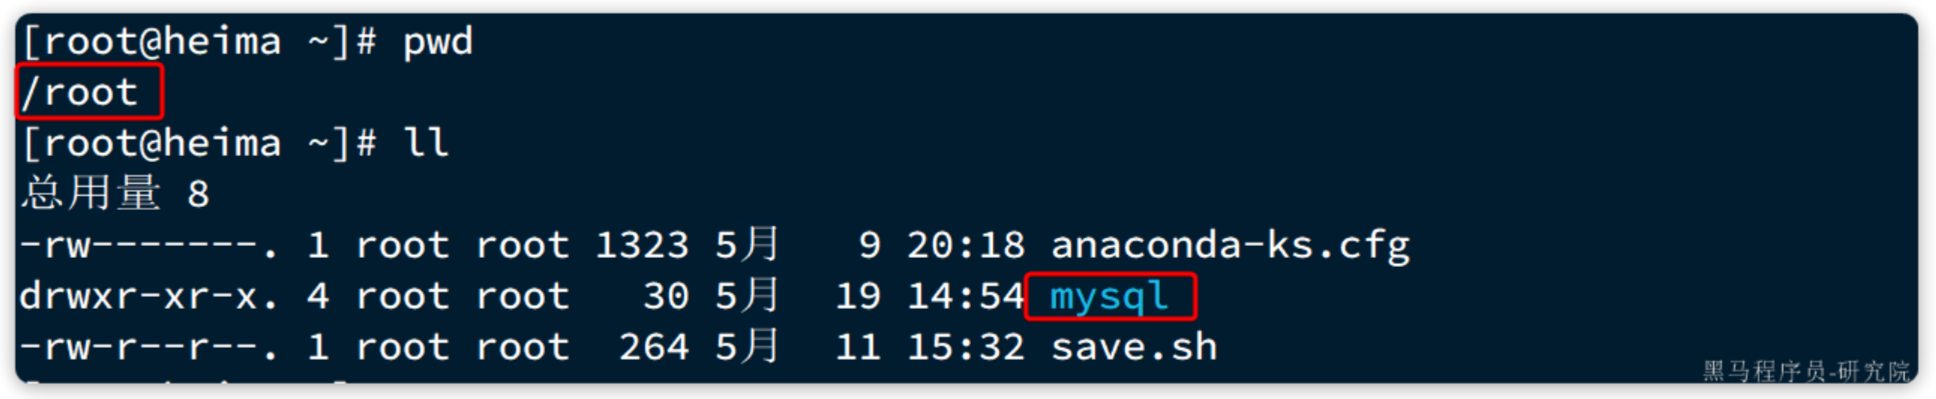 [root@heima ~]# pwd
/root
[root@heima ~]# ll
总用量 8
-rw-------. 1 root root 1323 5月   9 20:18 anaconda-ks.cfg
drwxr-xr-x. 4 root root   30 5月  19 14:54 mysql
-rw-r--r--. 1 root root  264 5月  11 15:32 save.sh
黑马程序员-研究院